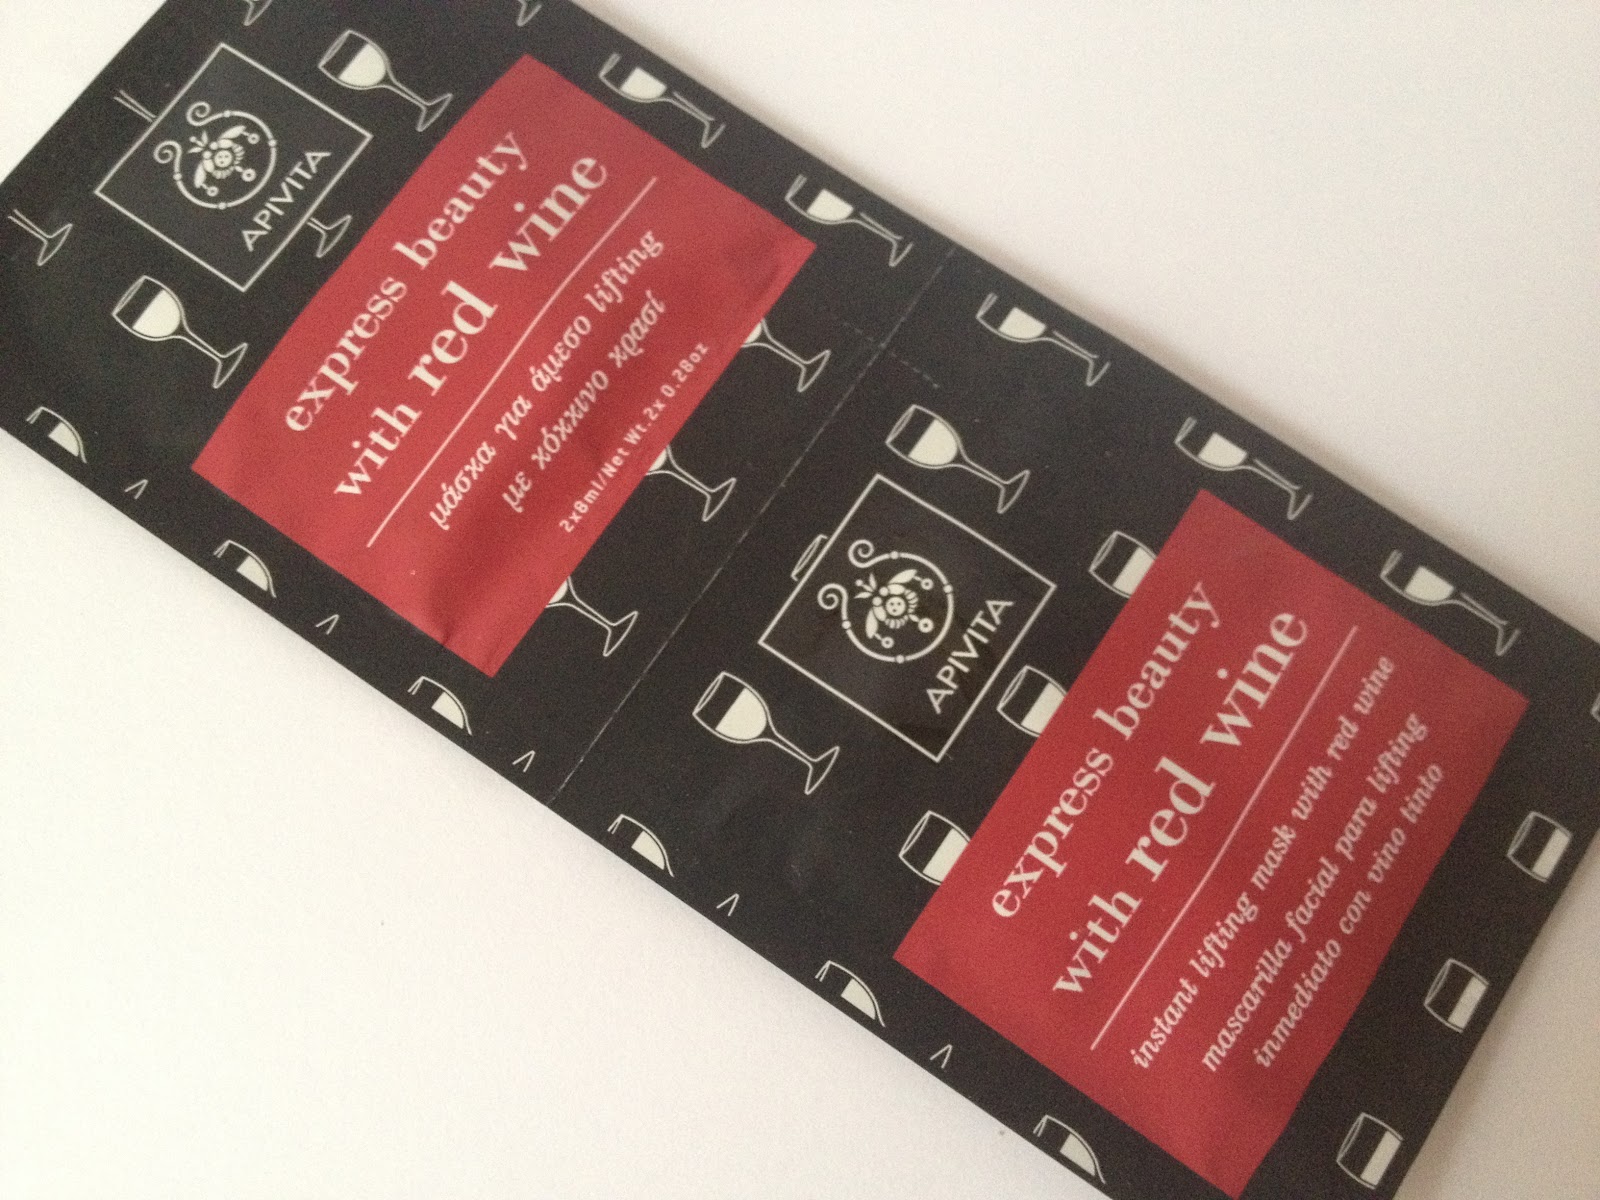 APIVITA
express beauty
with red wine
μάσκα για άμεσο lifting
με κόκκινο κρασί
2x8ml/Net Wt.2x 0.28oz
APIVITA
express beauty
with red wine
instant lifting mask with red wine
mascarilla facial para lifting
inmediato con vino tinto